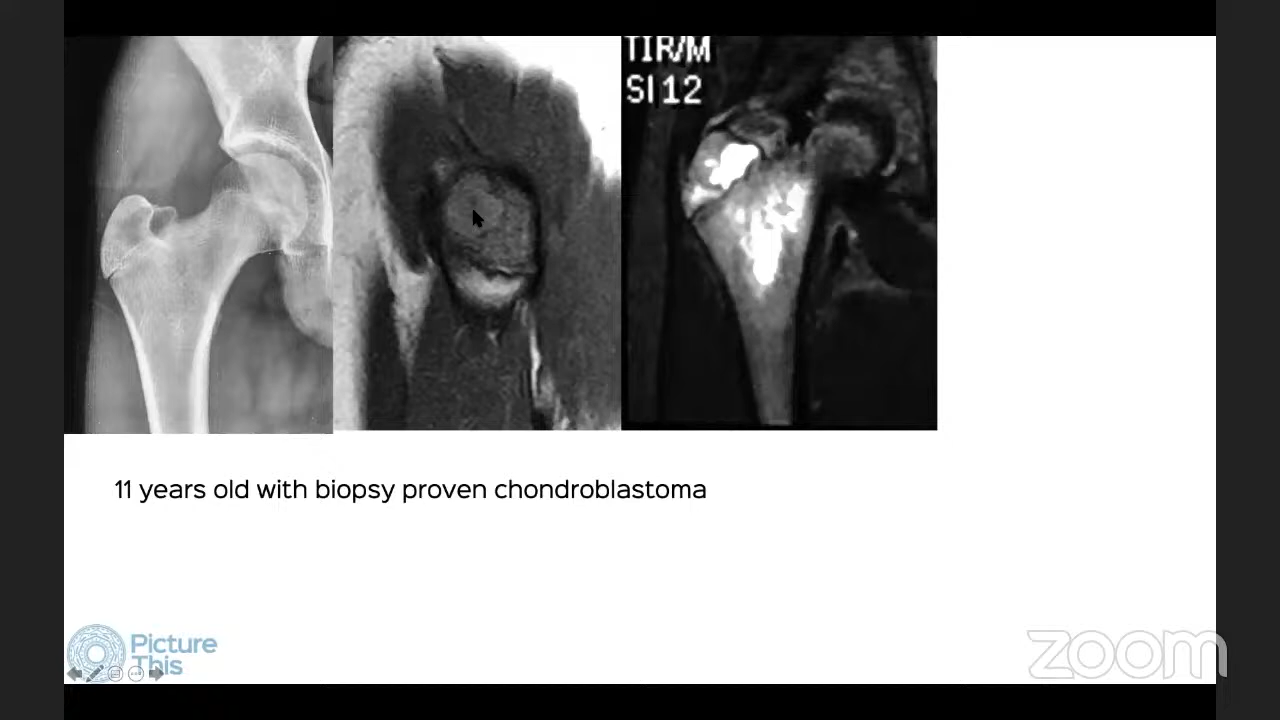 TIR/M
SI 12
11 years old with biopsy proven chondroblastoma
Picture
This
zoom